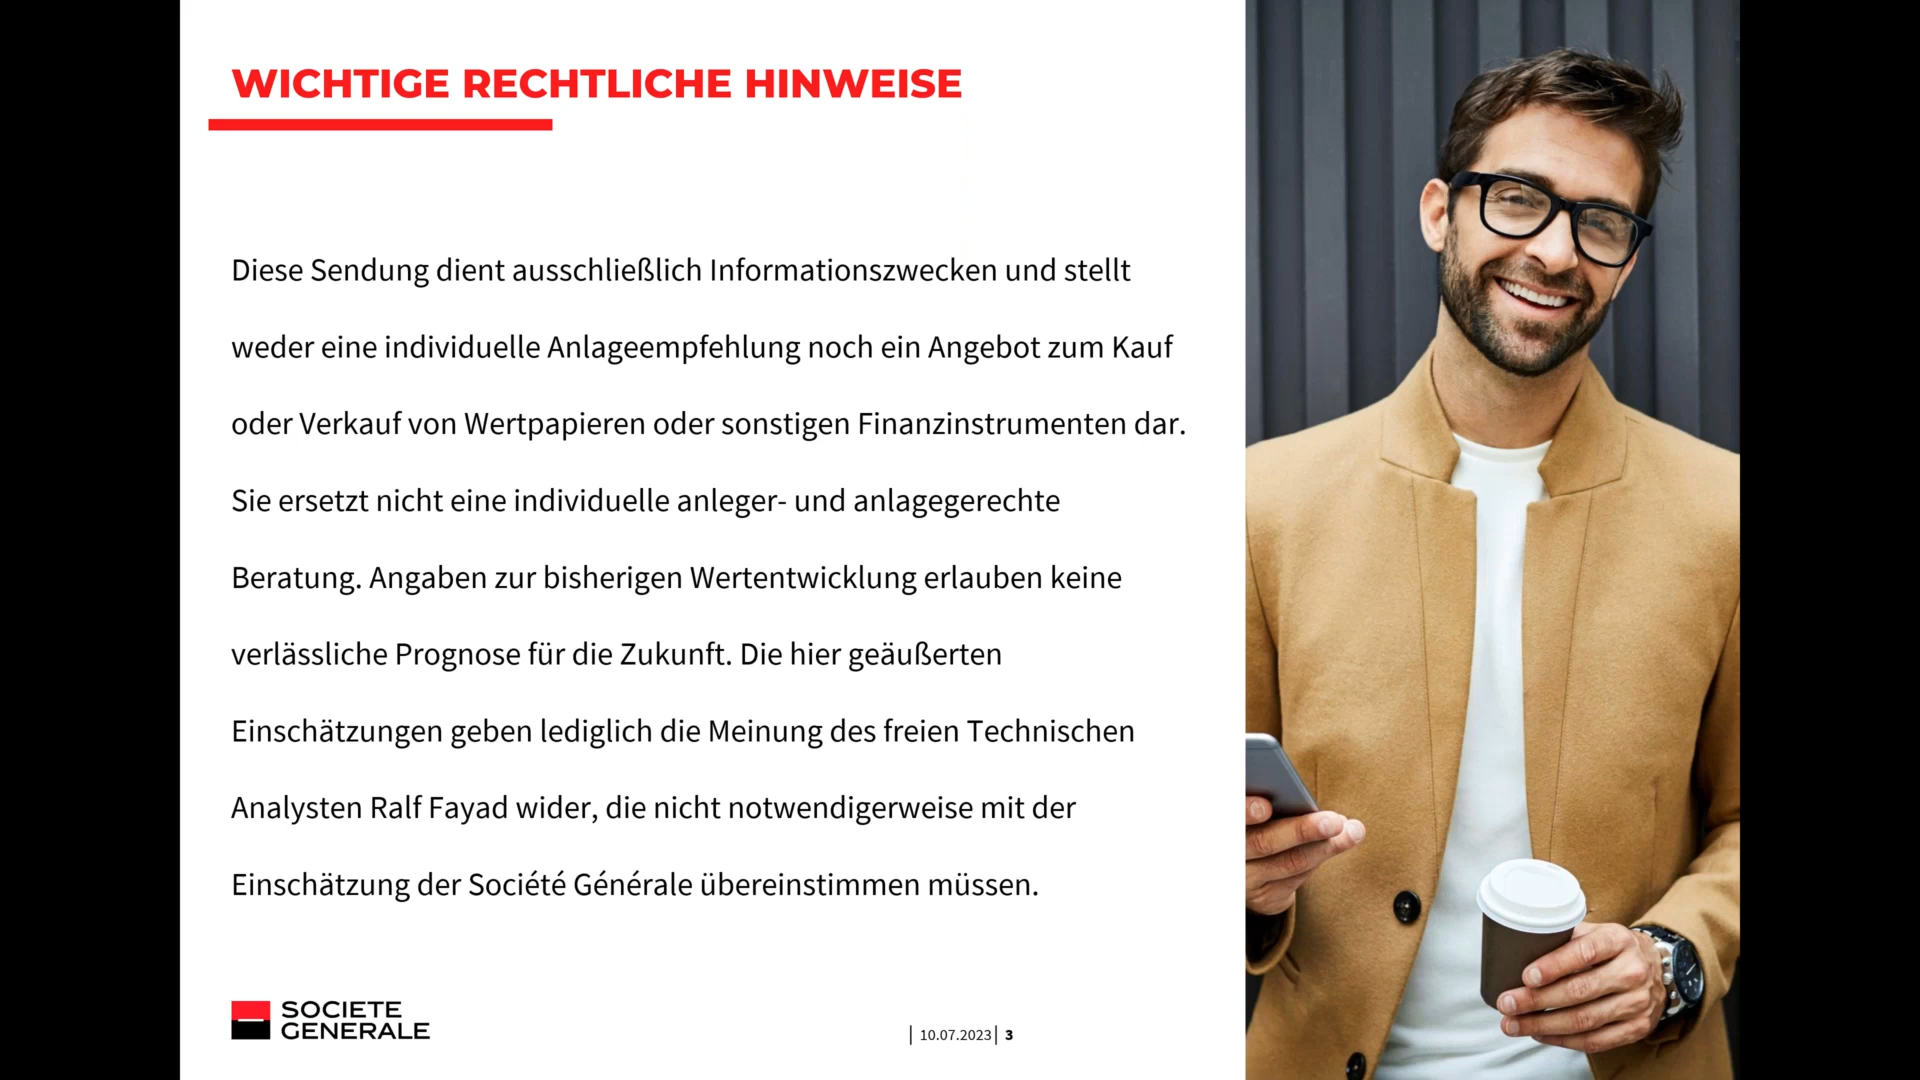 WICHTIGE RECHTLICHE HINWEISE
Diese Sendung dient ausschließlich Informationszwecken und stellt
weder eine individuelle Anlageempfehlung noch ein Angebot zum Kauf
oder Verkauf von Wertpapieren oder sonstigen Finanzinstrumenten dar.
Sie ersetzt nicht eine individuelle anleger- und anlagegerechte
Beratung. Angaben zur bisherigen Wertentwicklung erlauben keine
verlässliche Prognose für die Zukunft. Die hier geäußerten
Einschätzungen geben lediglich die Meinung des freien Technischen
Analysten Ralf Fayad wider, die nicht notwendigerweise mit der
Einschätzung der Société Générale übereinstimmen müssen.
SOCIETE
GENERALE
| 10.07.2023 | 3